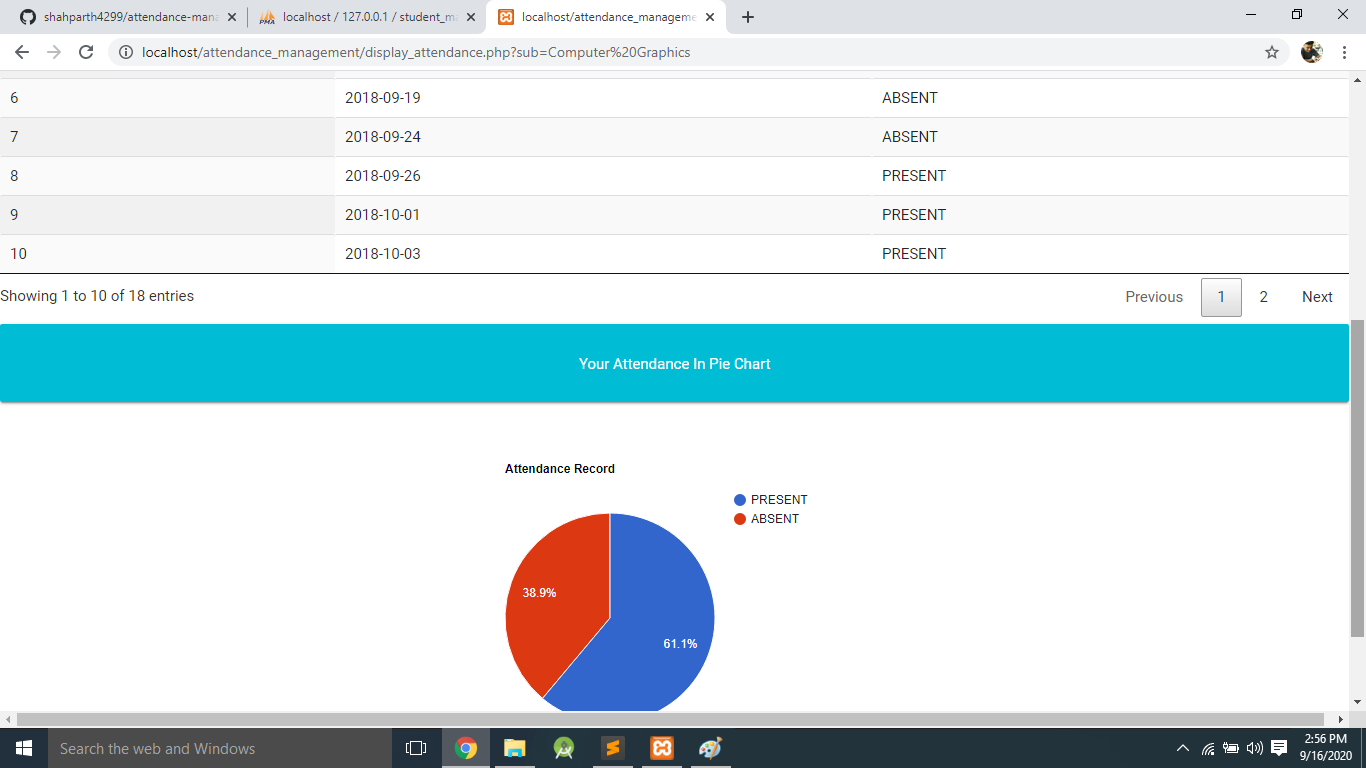 shahparth4299/attendance-mana
localhost / 127.0.0.1 / student_ma
localhost/attendance_manageme
localhost/attendance_management/display_attendance.php?sub=Computer%20Graphics
6 2018-09-19 ABSENT
7 2018-09-24 ABSENT
8 2018-09-26 PRESENT
9 2018-10-01 PRESENT
10 2018-10-03 PRESENT
Showing 1 to 10 of 18 entries Previous 1 2 Next
Your Attendance In Pie Chart
Attendance Record
PRESENT
ABSENT
38.9%
61.1%
Search the web and Windows
2:56 PM
9/16/2020